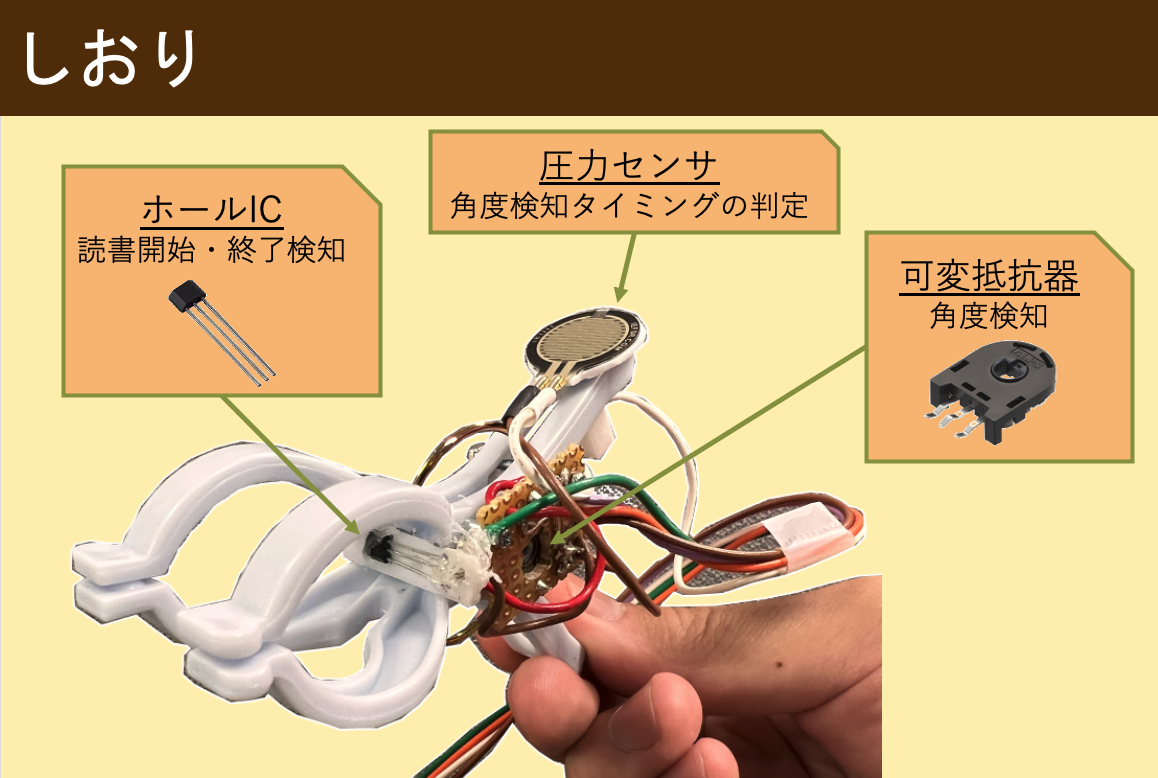 しおり
ホールIC
読書開始・終了検知
圧力センサ
角度検知タイミングの判定
可変抵抗器
角度検知